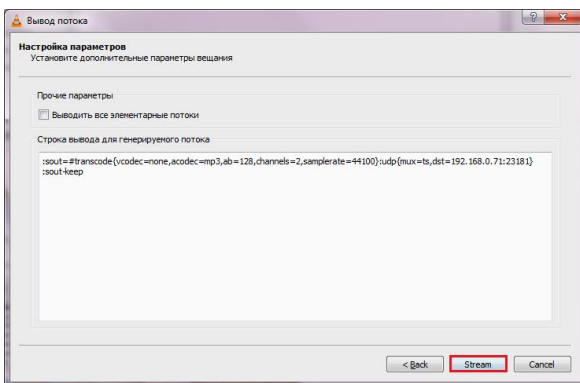 Вывод потока
Настройка параметров
Установите дополнительные параметры вещания
Прочие параметры
Выводить все элементарные потоки
Строка вывода для генерируемого потока
:sout=#transcode{vcodec=none,acodec=mp3,ab=128,channels=2,samplerate=44100}:udp{mux=ts,dst=192.168.0.71:23181}
:sout-keep
< Back Stream Cancel